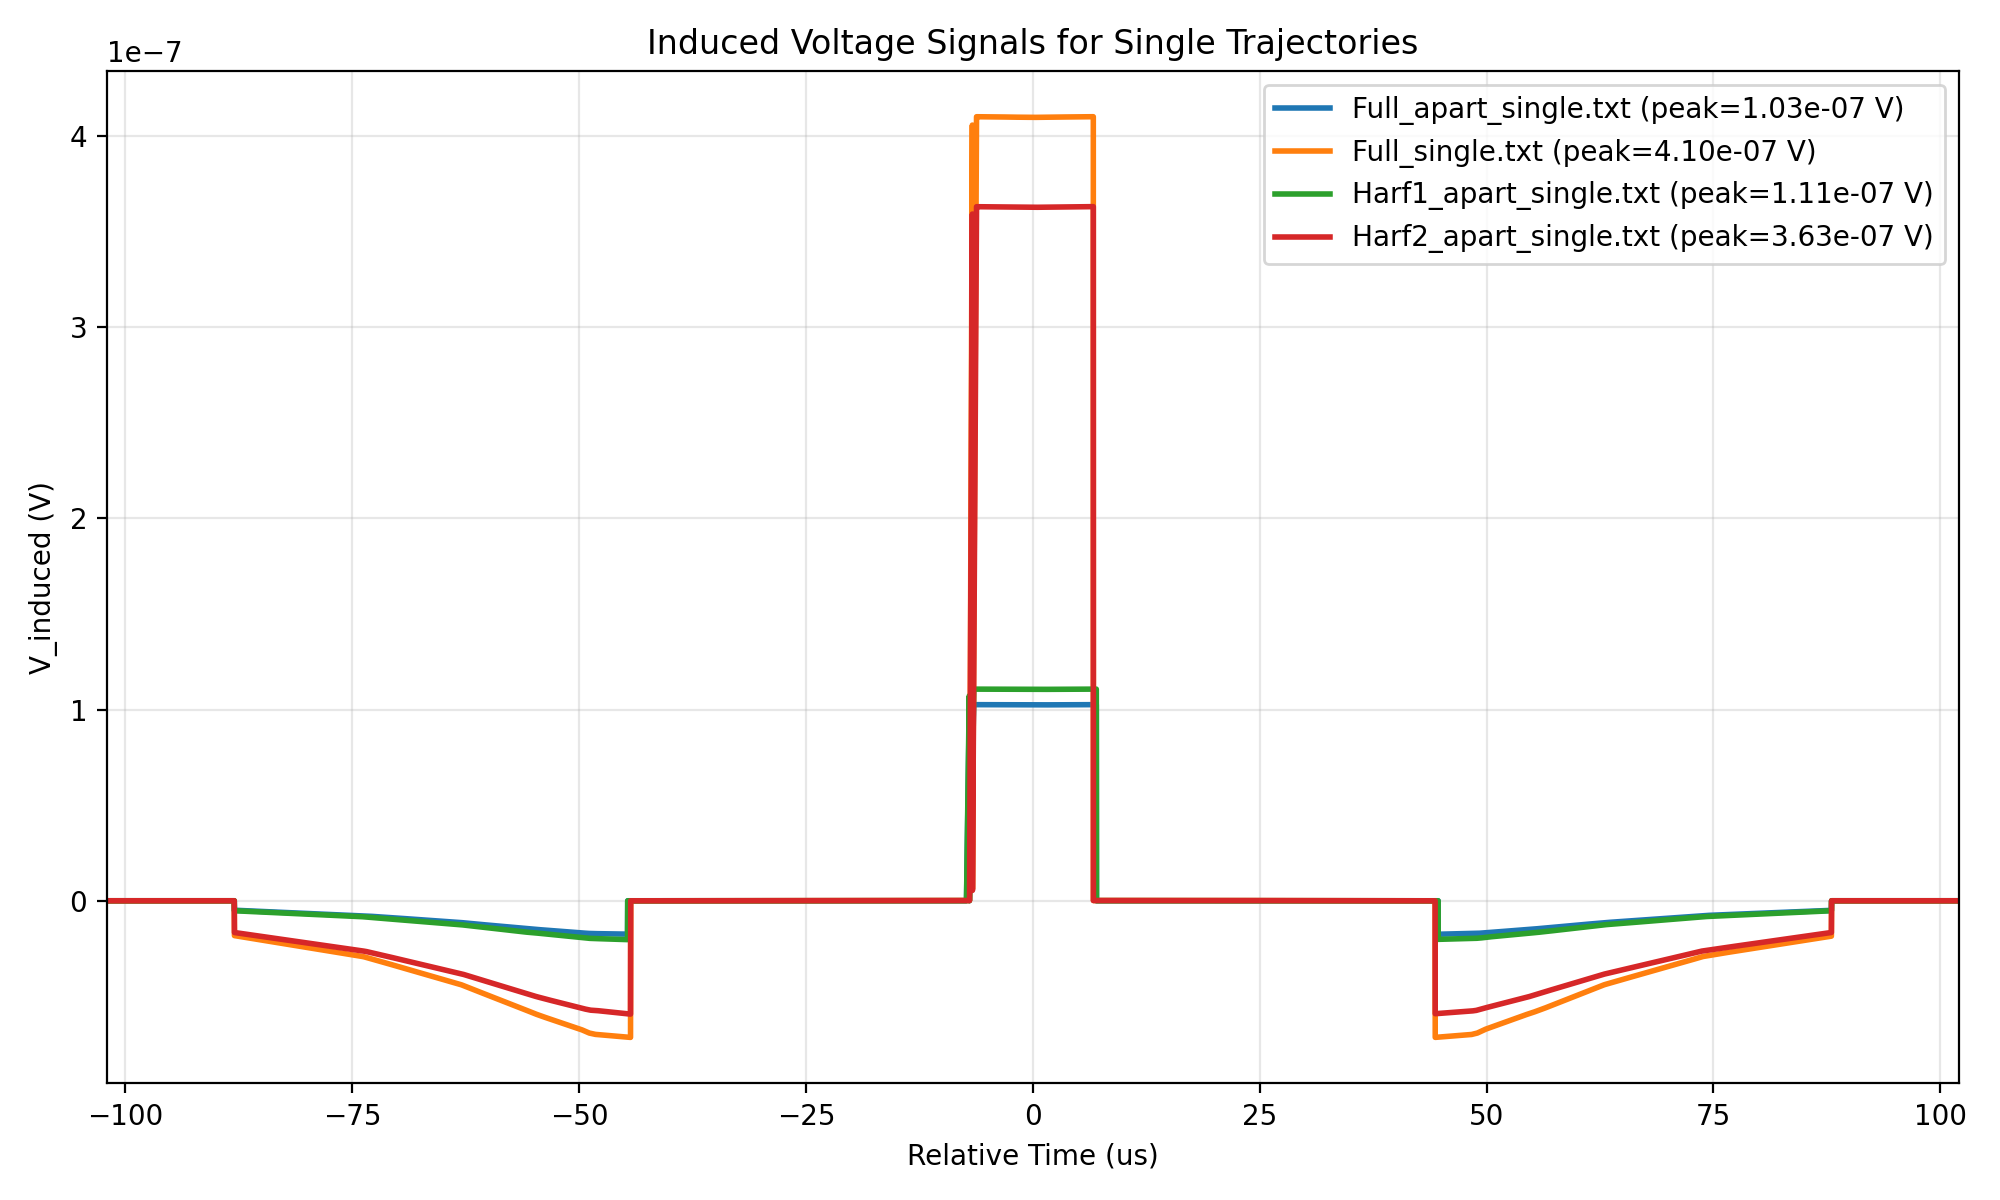 Induced Voltage Signals for Single Trajectories
1e−7
Full_apart_single.txt (peak=1.03e-07 V)
Full_single.txt (peak=4.10e-07 V)
Harf1_apart_single.txt (peak=1.11e-07 V)
Harf2_apart_single.txt (peak=3.63e-07 V)
4
3
2
1
0
V_induced (V)
−100 −75 −50 −25 0 25 50 75 100
Relative Time (us)